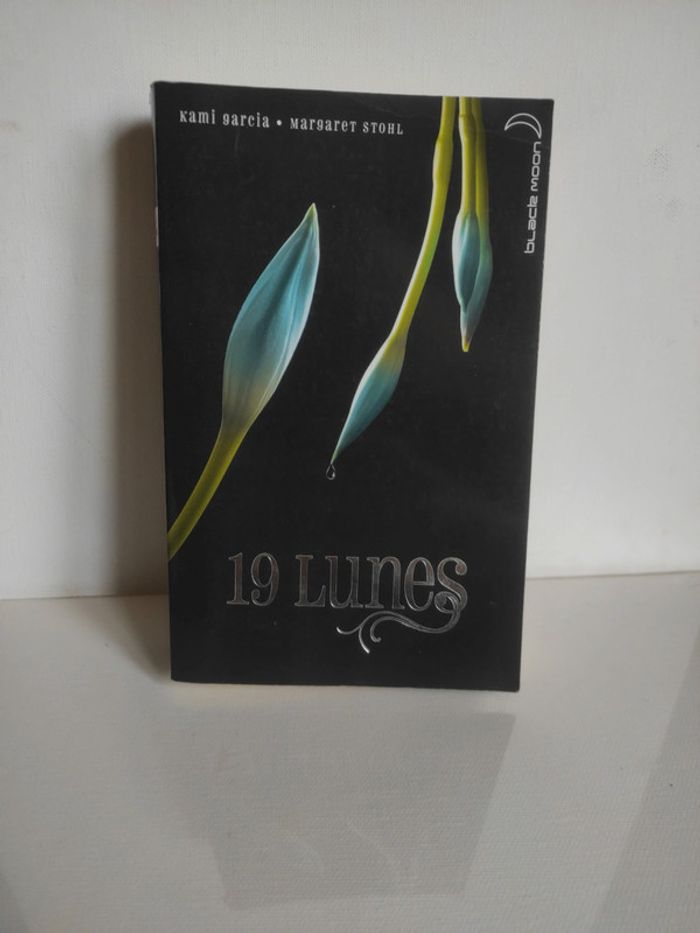 Kami Garcia • Margaret STOHL
BLACK MOON
19 Lunes